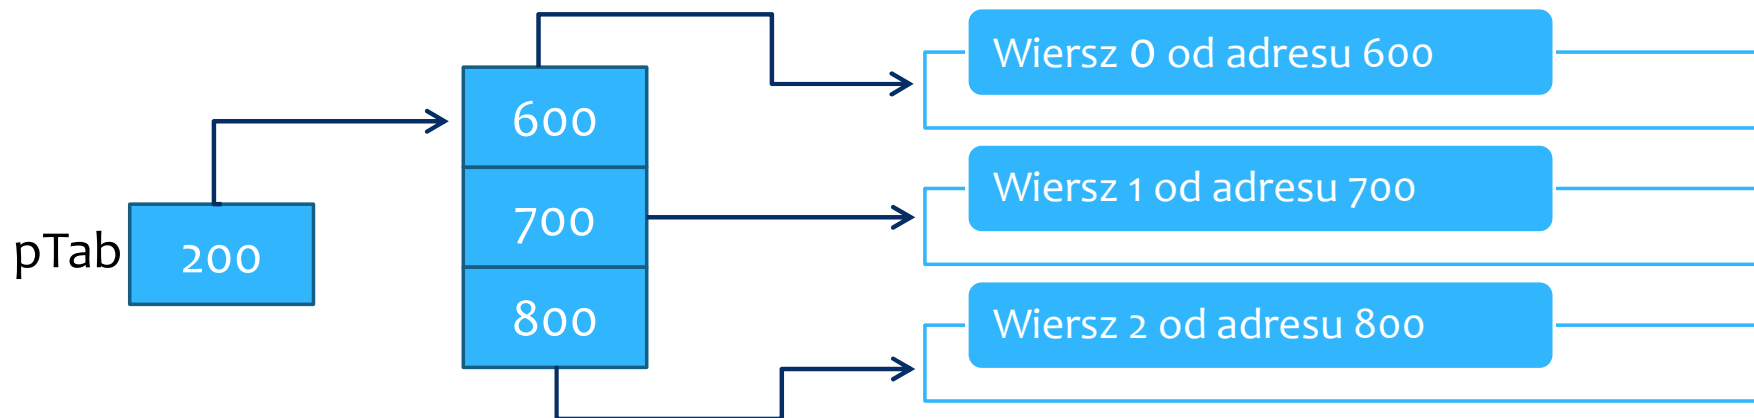 pTab
200
600
700
800
Wiersz 0 od adresu 600
Wiersz 1 od adresu 700
Wiersz 2 od adresu 800